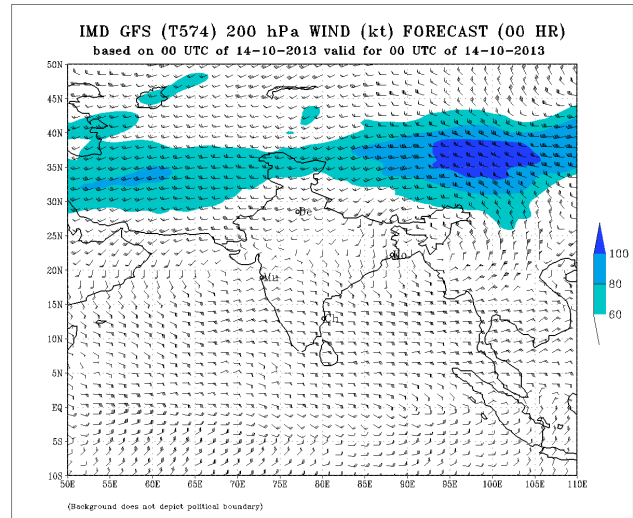 IMD GFS (T574) 200 hPa WIND (kt) FORECAST (00 HR)
based on 00 UTC of 14-10-2013 valid for 00 UTC of 14-10-2013
50N
45N
40N
35N
30N
25N
20N
15N
10N
5N
EQ
5S
10S
De
Mu
Ch
100
80
60
50E 55E 60E 65E 70E 75E 80E 85E 90E 95E 100E 105E 110E
(Background does not depict political boundary)